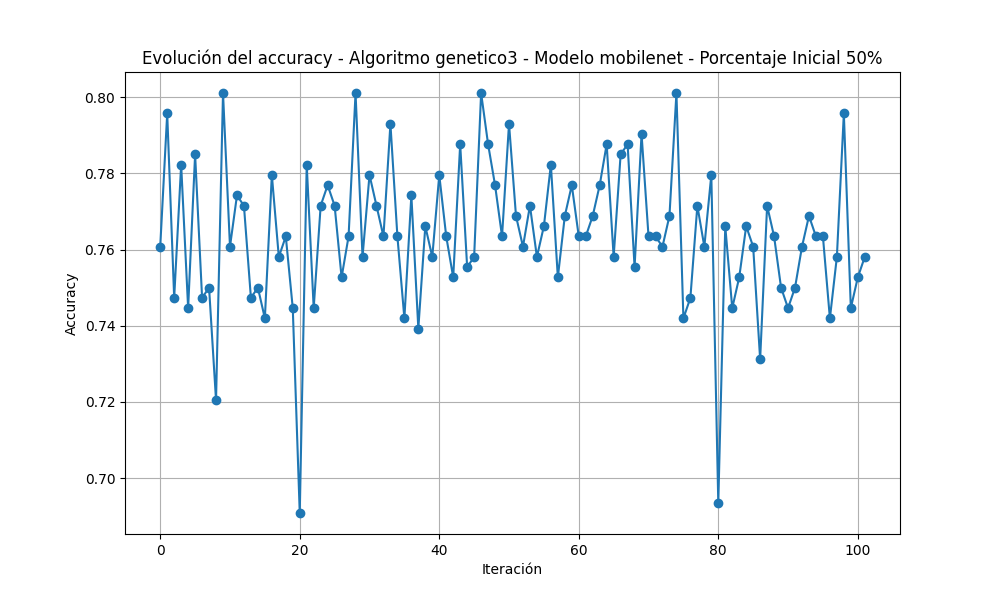 Evolución del accuracy - Algoritmo genetico3 - Modelo mobilenet - Porcentaje Inicial 50%
Accuracy
0.80
0.78
0.76
0.74
0.72
0.70
0 20 40 60 80 100
Iteración